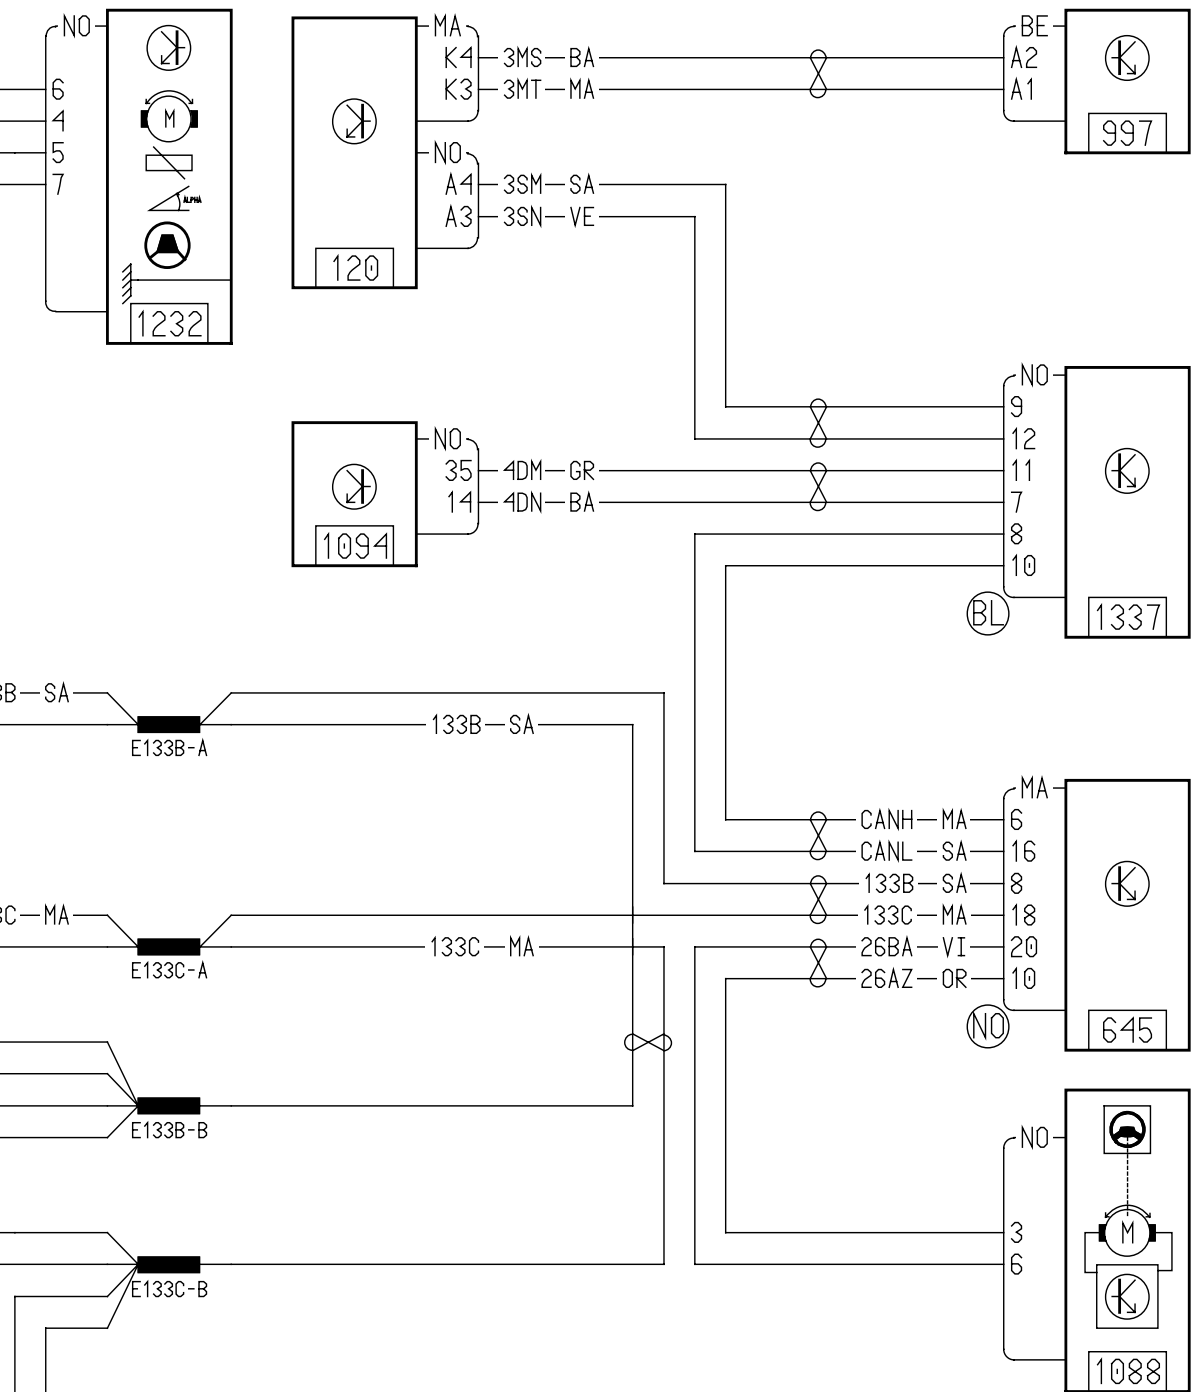 NO
6
4
5
7
M
ALPHA
1232
MA
K4 3MS BA
K3 3MT MA
NO
A4 3SM SA
A3 3SN VE
120
BE
A2
A1
997
NO
35 4DM GR
14 4DN BA
1094
NO
9
12
11
7
8
10
BL
1337
3B SA
E133B-A
133B SA
3C MA
E133C-A
133C MA
MA
CANH MA 6
CANL SA 16
133B SA 8
133C MA 18
26BA VI 20
26AZ OR 10
NO
645
E133B-B
E133C-B
NO
3
6
M
1088